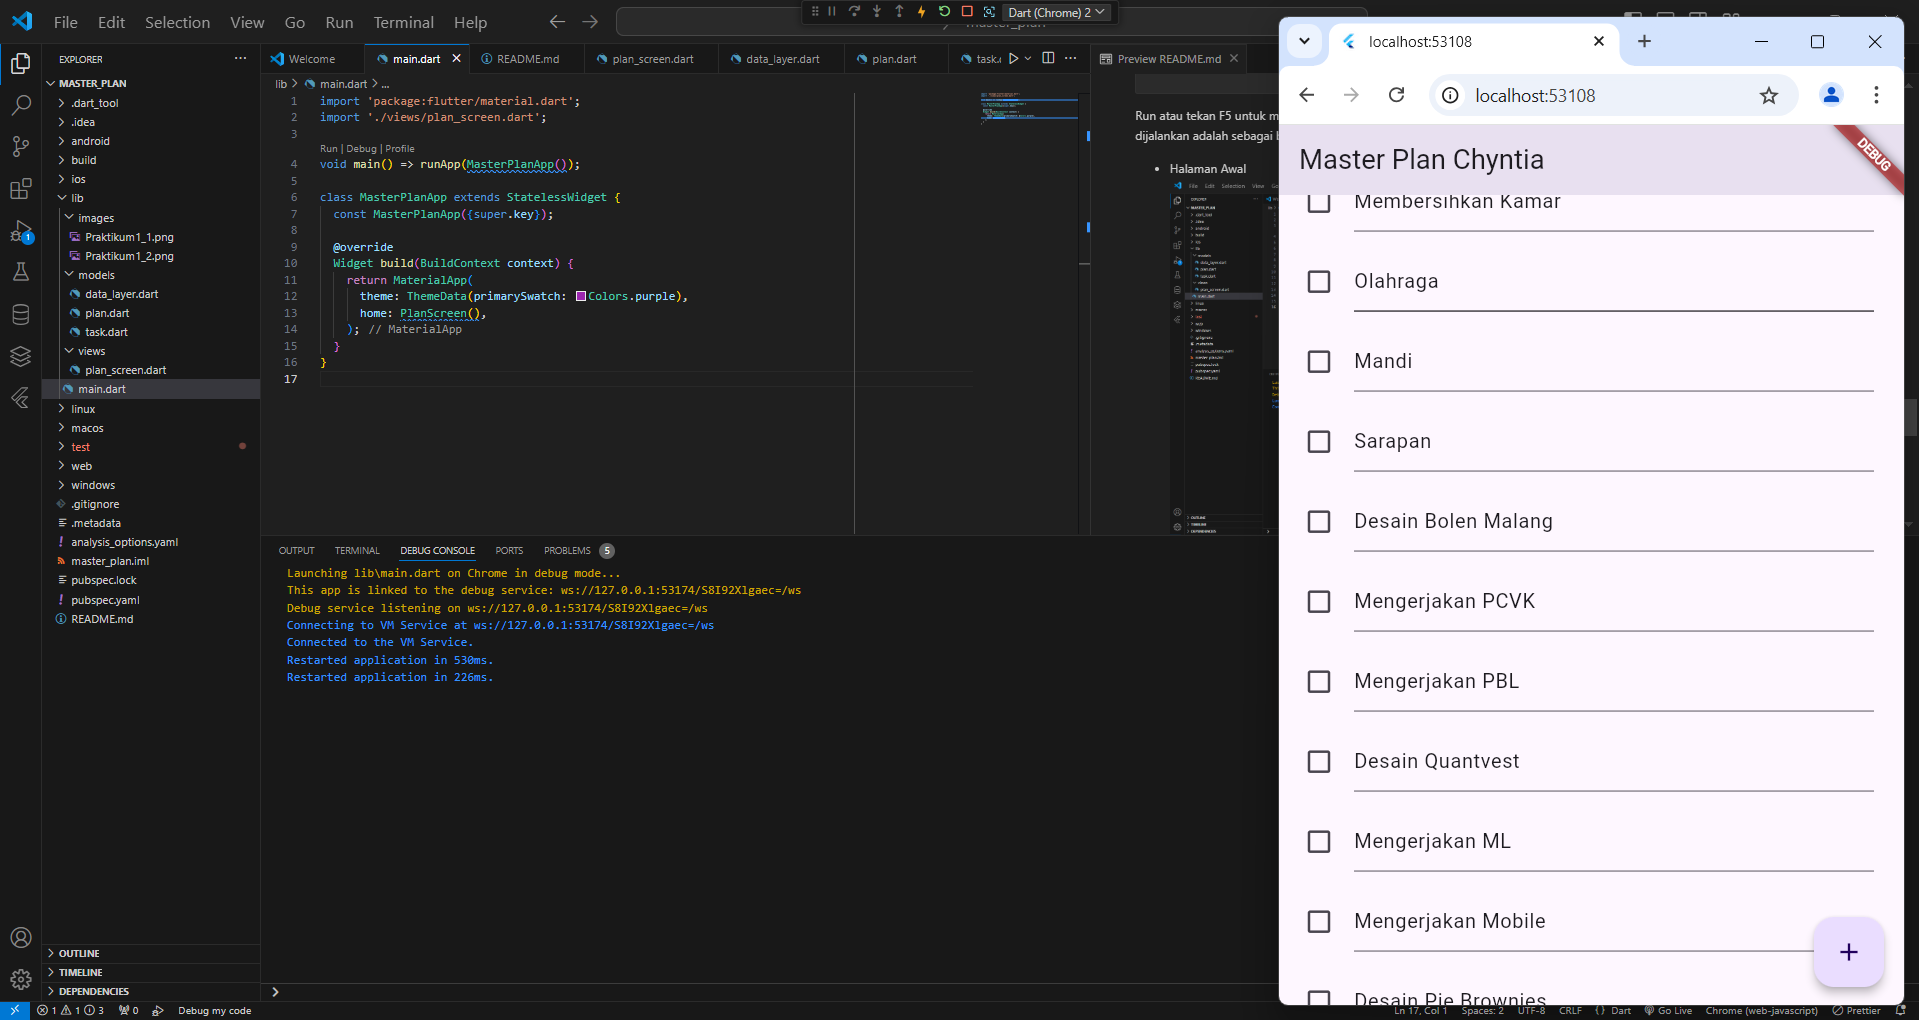 File Edit Selection View Go Run Terminal Help
Dart (Chrome) 2
EXPLORER
MASTER_PLAN
.dart_tool
.idea
android
build
ios
lib
images
Praktikum1_1.png
Praktikum1_2.png
models
data_layer.dart
plan.dart
task.dart
views
plan_screen.dart
main.dart
linux
macos
test
web
windows
.gitignore
.metadata
analysis_options.yaml
master_plan.iml
pubspec.lock
pubspec.yaml
README.md
OUTLINE
TIMELINE
DEPENDENCIES
Welcome main.dart README.md plan_screen.dart data_layer.dart plan.dart task.
lib > main.dart > ...
1 import 'package:flutter/material.dart';
2 import './views/plan_screen.dart';
3
Run | Debug | Profile
4 void main() => runApp(MasterPlanApp());
5
6 class MasterPlanApp extends StatelessWidget {
7 const MasterPlanApp({super.key});
8
9 @override
10 Widget build(BuildContext context) {
11 return MaterialApp(
12 theme: ThemeData(primarySwatch: Colors.purple),
13 home: PlanScreen(),
14 ); // MaterialApp
15 }
16 }
17
OUTPUT TERMINAL DEBUG CONSOLE PORTS PROBLEMS 5
Launching lib\main.dart on Chrome in debug mode...
This app is linked to the debug service: ws://127.0.0.1:53174/S8I92Xlgaec=/ws
Debug service listening on ws://127.0.0.1:53174/S8I92Xlgaec=/ws
Connecting to VM Service at ws://127.0.0.1:53174/S8I92Xlgaec=/ws
Connected to the VM Service.
Restarted application in 530ms.
Restarted application in 226ms.
Preview README.md
Run atau tekan F5 untuk m
dijalankan adalah sebagai b
• Halaman Awal
localhost:53108
localhost:53108
Master Plan Chyntia
DEBUG
Membersihkan Kamar
Olahraga
Mandi
Sarapan
Desain Bolen Malang
Mengerjakan PCVK
Mengerjakan PBL
Desain Quantvest
Mengerjakan ML
Mengerjakan Mobile
Desain Pie Brownies
+
1 1 3 0 Debug my code
Ln 17, Col 1 Spaces: 2 UTF-8 CRLF {} Dart Go Live Chrome (web-javascript) Prettier